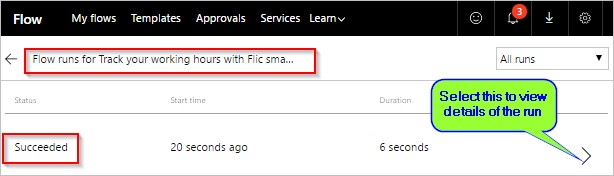 Flow My flows Templates Approvals Services Learn 3
Flow runs for Track your working hours with Flic sma... All runs
Status Start time Duration
Select this to view
details of the run
Succeeded 20 seconds ago 6 seconds